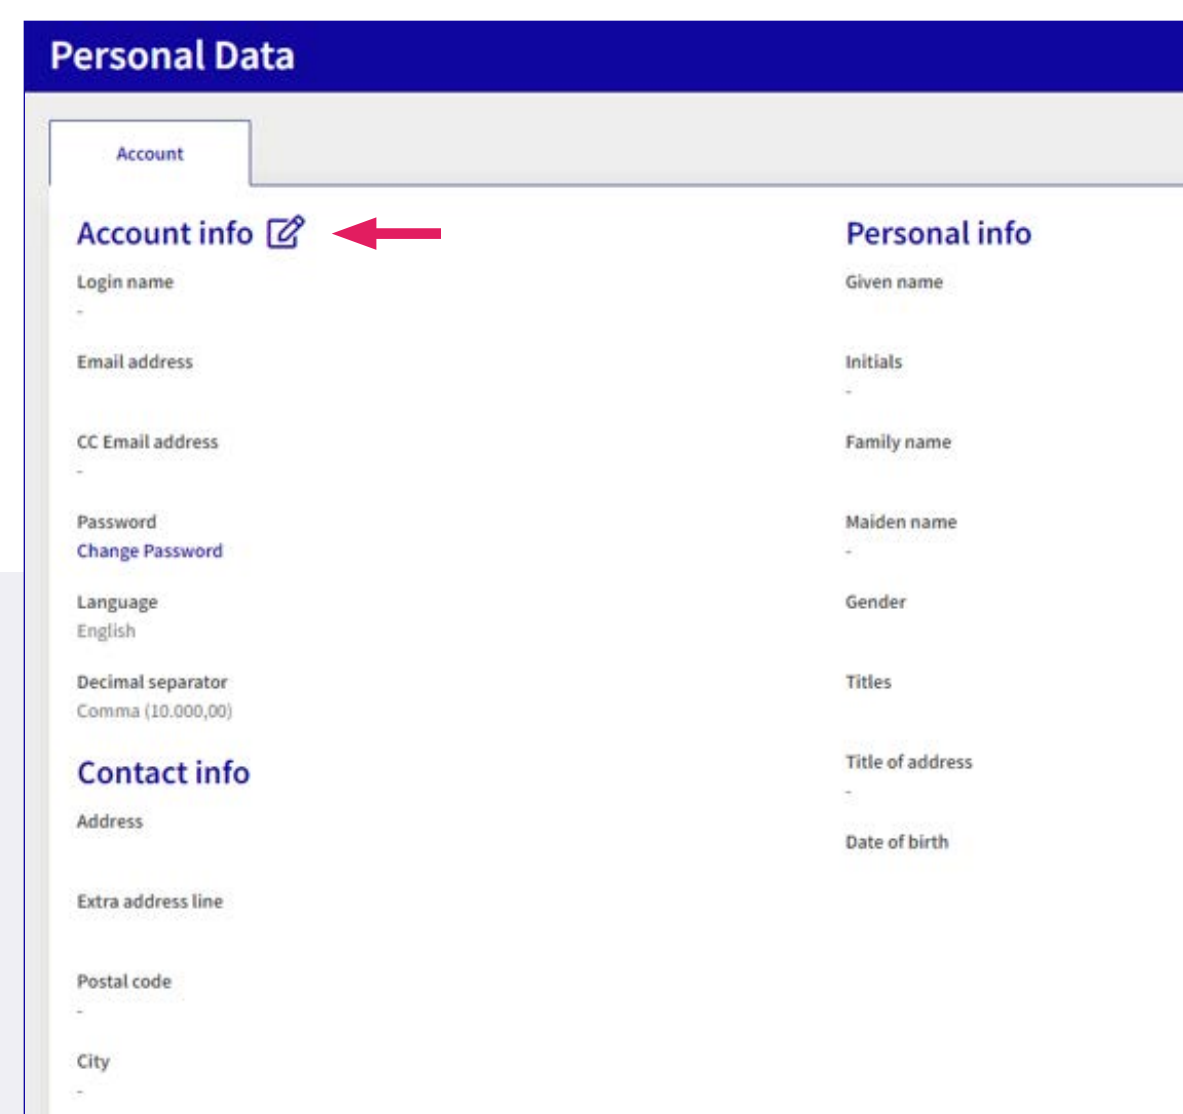 Personal Data
Account
Account info
Login name
-
Email address
CC Email address
-
Password
Change Password
Language
English
Decimal separator
Comma (10.000,00)
Contact info
Address
Extra address line
Postal code
-
City
-
Personal info
Given name
Initials
-
Family name
Maiden name
-
Gender
Titles
Title of address
-
Date of birth